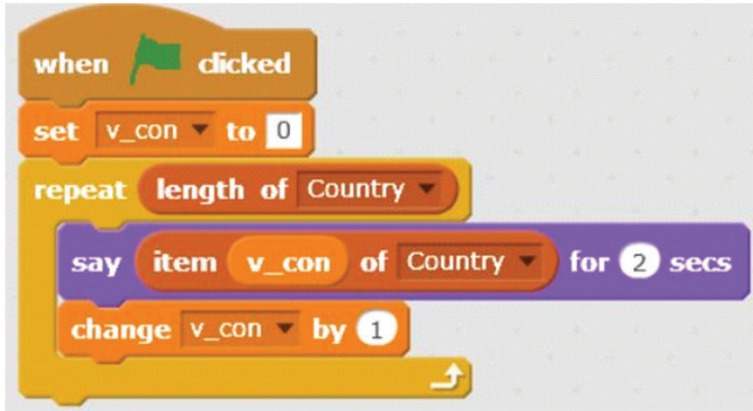 when clicked
set v_con to 0
repeat length of Country
say item v_con of Country for 2 secs
change v_con by 1